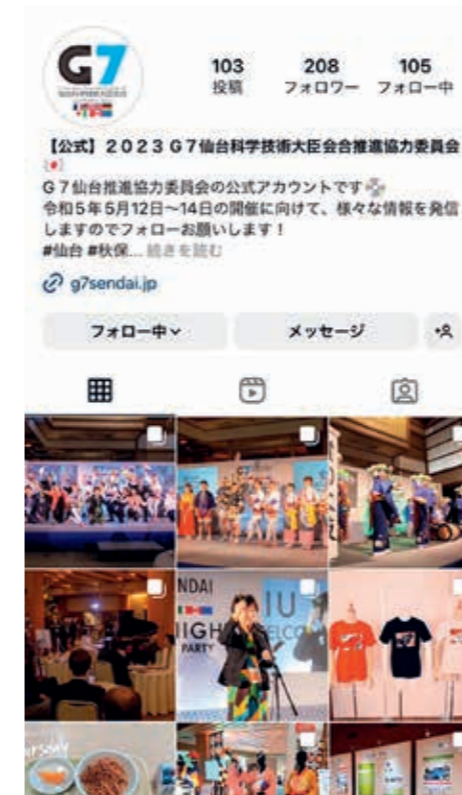 G7
103 208 105
投稿 フォロワー フォロー中
【公式】２０２３Ｇ７仙台科学技術大臣会合推進協力委員会
Ｇ７仙台推進協力委員会の公式アカウントです
令和5年5月12日〜14日の開催に向けて、様々な情報を発信
しますのでフォローお願いします！
#仙台 #秋保... 続きを読む
g7sendai.jp
フォロー中 メッセージ
G7
NDAI
IU
IGH
ELCO
PARTY